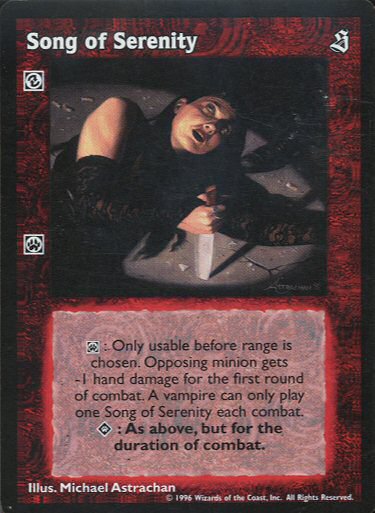 Song of Serenity
ASTRACHAN
: Only usable before range is
chosen. Opposing minion gets
-1 hand damage for the first round
of combat. A vampire can only play
one Song of Serenity each combat.
: As above, but for the
duration of combat.
Illus. Michael Astrachan
© 1996 Wizards of the Coast, Inc. All Rights Reserved.